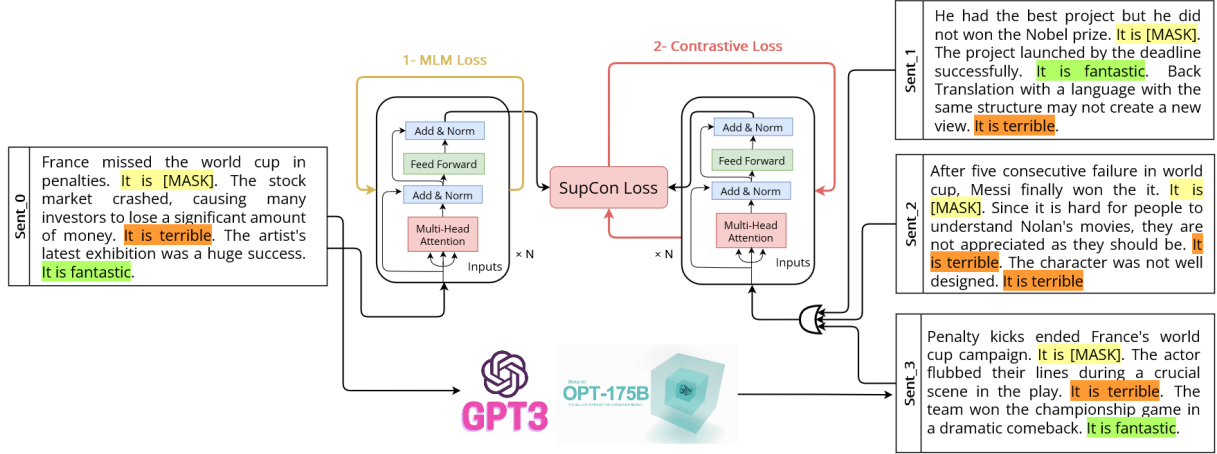 Sent_0
France missed the world cup in
penalties. It is [MASK]. The stock
market crashed, causing many
investors to lose a significant amount
of money. It is terrible. The artist's
latest exhibition was a huge success.
It is fantastic.
1- MLM Loss
Add & Norm
Feed Forward
Add & Norm
Multi-Head
Attention
Inputs
× N
SupCon Loss
2- Contrastive Loss
Add & Norm
Feed Forward
Add & Norm
Multi-Head
Attention
Inputs
× N
GPT3
Meta AI
OPT-175B
Sent_1
He had the best project but he did
not won the Nobel prize. It is [MASK].
The project launched by the deadline
successfully. It is fantastic. Back
Translation with a language with the
same structure may not create a new
view. It is terrible.
Sent_2
After five consecutive failure in world
cup, Messi finally won the it. It is
[MASK]. Since it is hard for people to
understand Nolan's movies, they are
not appreciated as they should be. It
is terrible. The character was not well
designed. It is terrible
Sent_3
Penalty kicks ended France's world
cup campaign. It is [MASK]. The actor
flubbed their lines during a crucial
scene in the play. It is terrible. The
team won the championship game in
a dramatic comeback. It is fantastic.